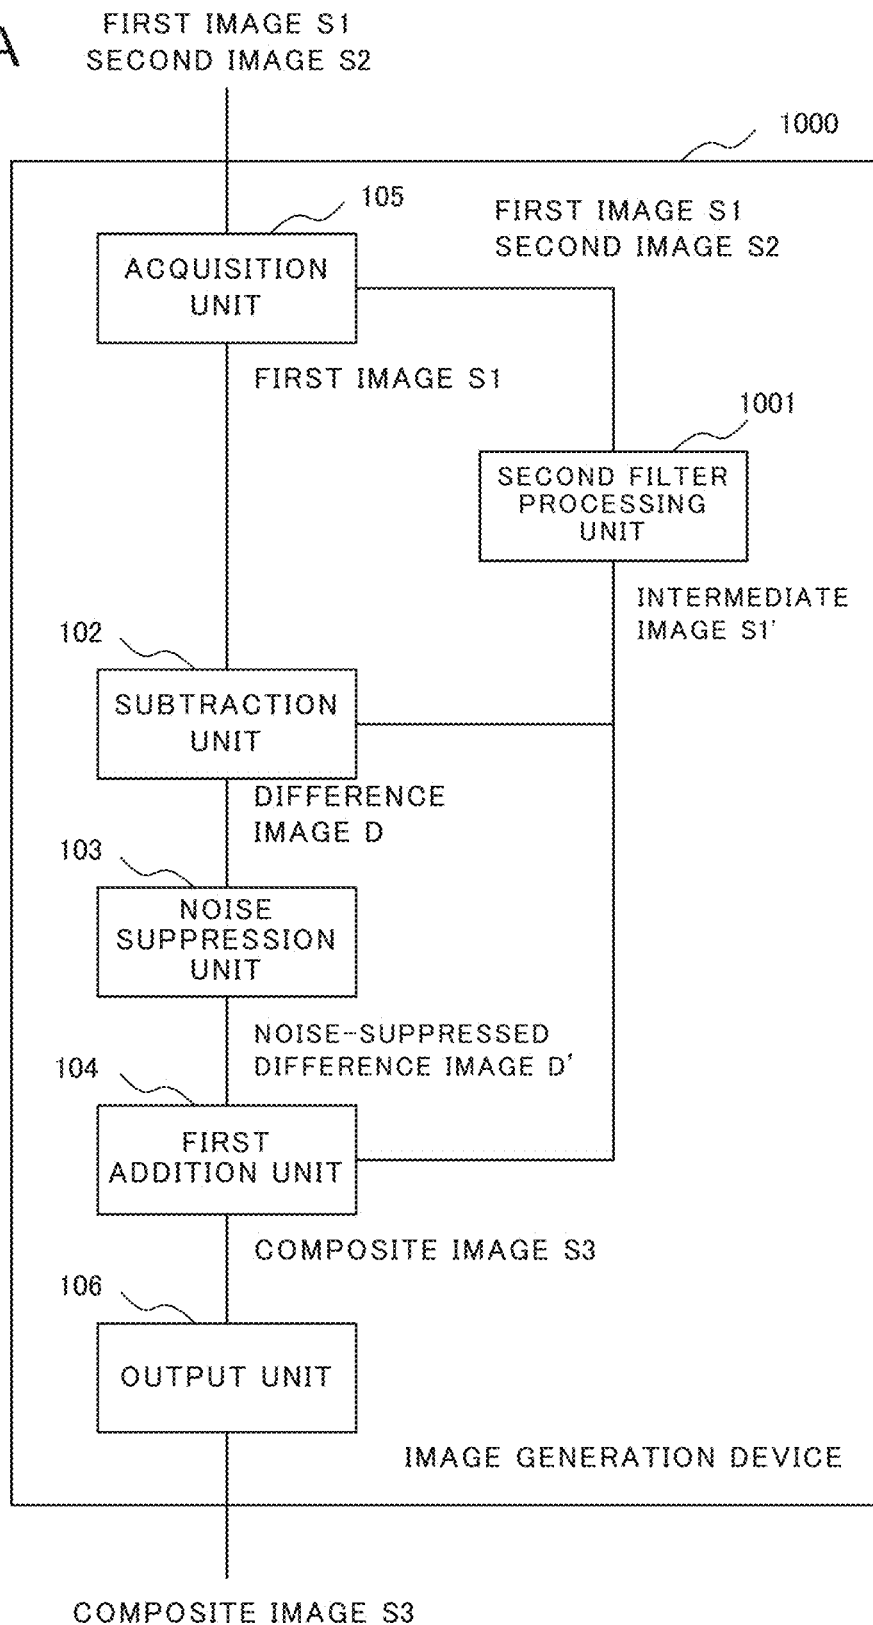 A
FIRST IMAGE S1
SECOND IMAGE S2
1000
105
FIRST IMAGE S1
SECOND IMAGE S2
ACQUISITION
UNIT
FIRST IMAGE S1
1001
SECOND FILTER
PROCESSING
UNIT
INTERMEDIATE
IMAGE S1'
102
SUBTRACTION
UNIT
DIFFERENCE
IMAGE D
103
NOISE
SUPPRESSION
UNIT
NOISE-SUPPRESSED
DIFFERENCE IMAGE D'
104
FIRST
ADDITION UNIT
COMPOSITE IMAGE S3
106
OUTPUT UNIT
IMAGE GENERATION DEVICE
COMPOSITE IMAGE S3